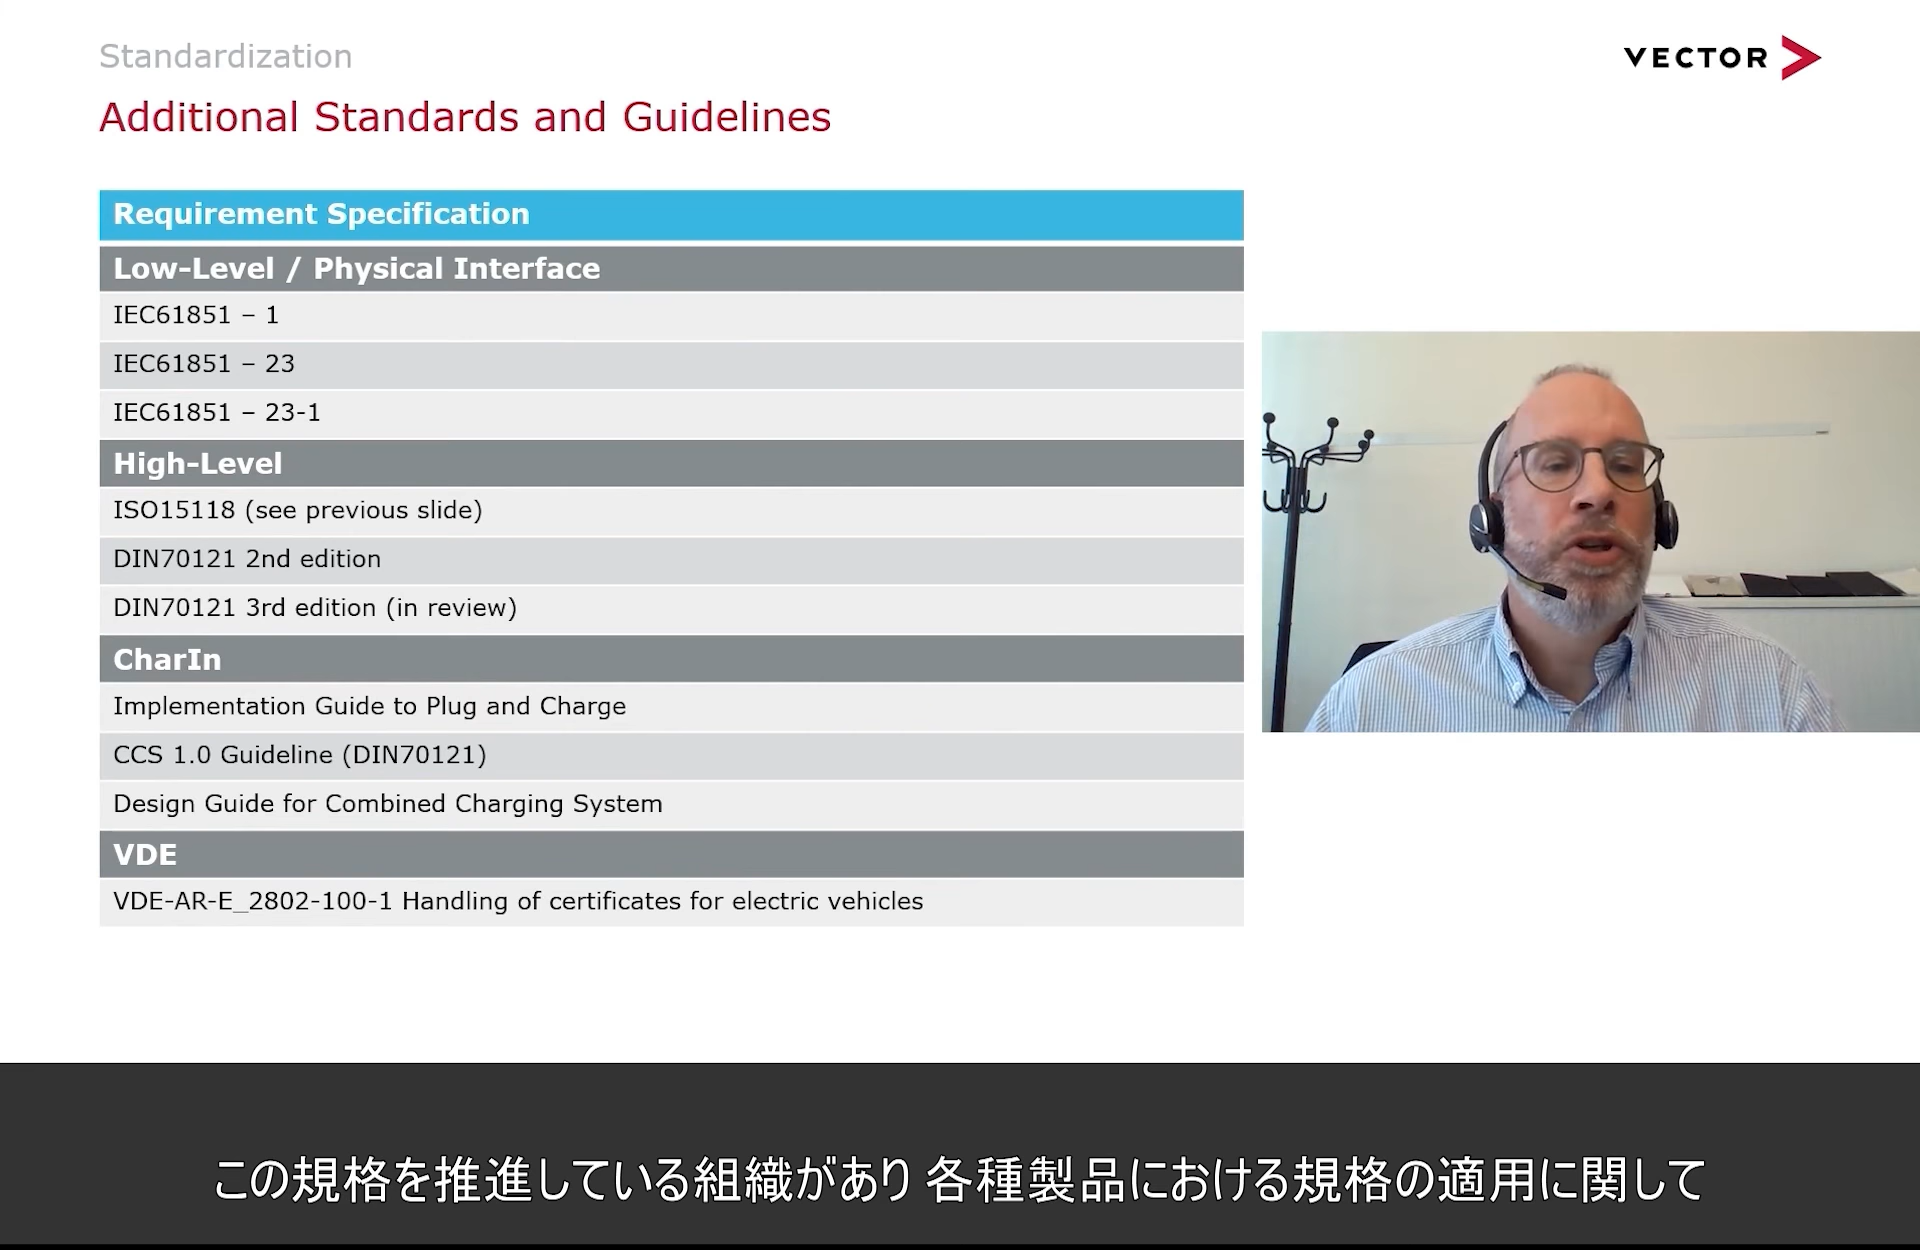 Standardization
VECTOR
Additional Standards and Guidelines
Requirement Specification
Low-Level / Physical Interface
IEC61851 – 1
IEC61851 – 23
IEC61851 – 23-1
High-Level
ISO15118 (see previous slide)
DIN70121 2nd edition
DIN70121 3rd edition (in review)
CharIn
Implementation Guide to Plug and Charge
CCS 1.0 Guideline (DIN70121)
Design Guide for Combined Charging System
VDE
VDE-AR-E_2802-100-1 Handling of certificates for electric vehicles
この規格を推進している組織があり 各種製品における規格の適用に関して